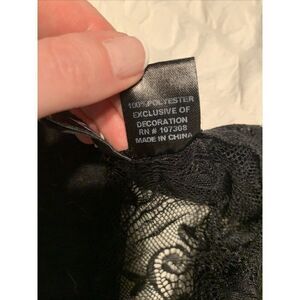 100% POLYESTER
EXCLUSIVE OF
DECORATION
RN # 107308
MADE IN CHINA